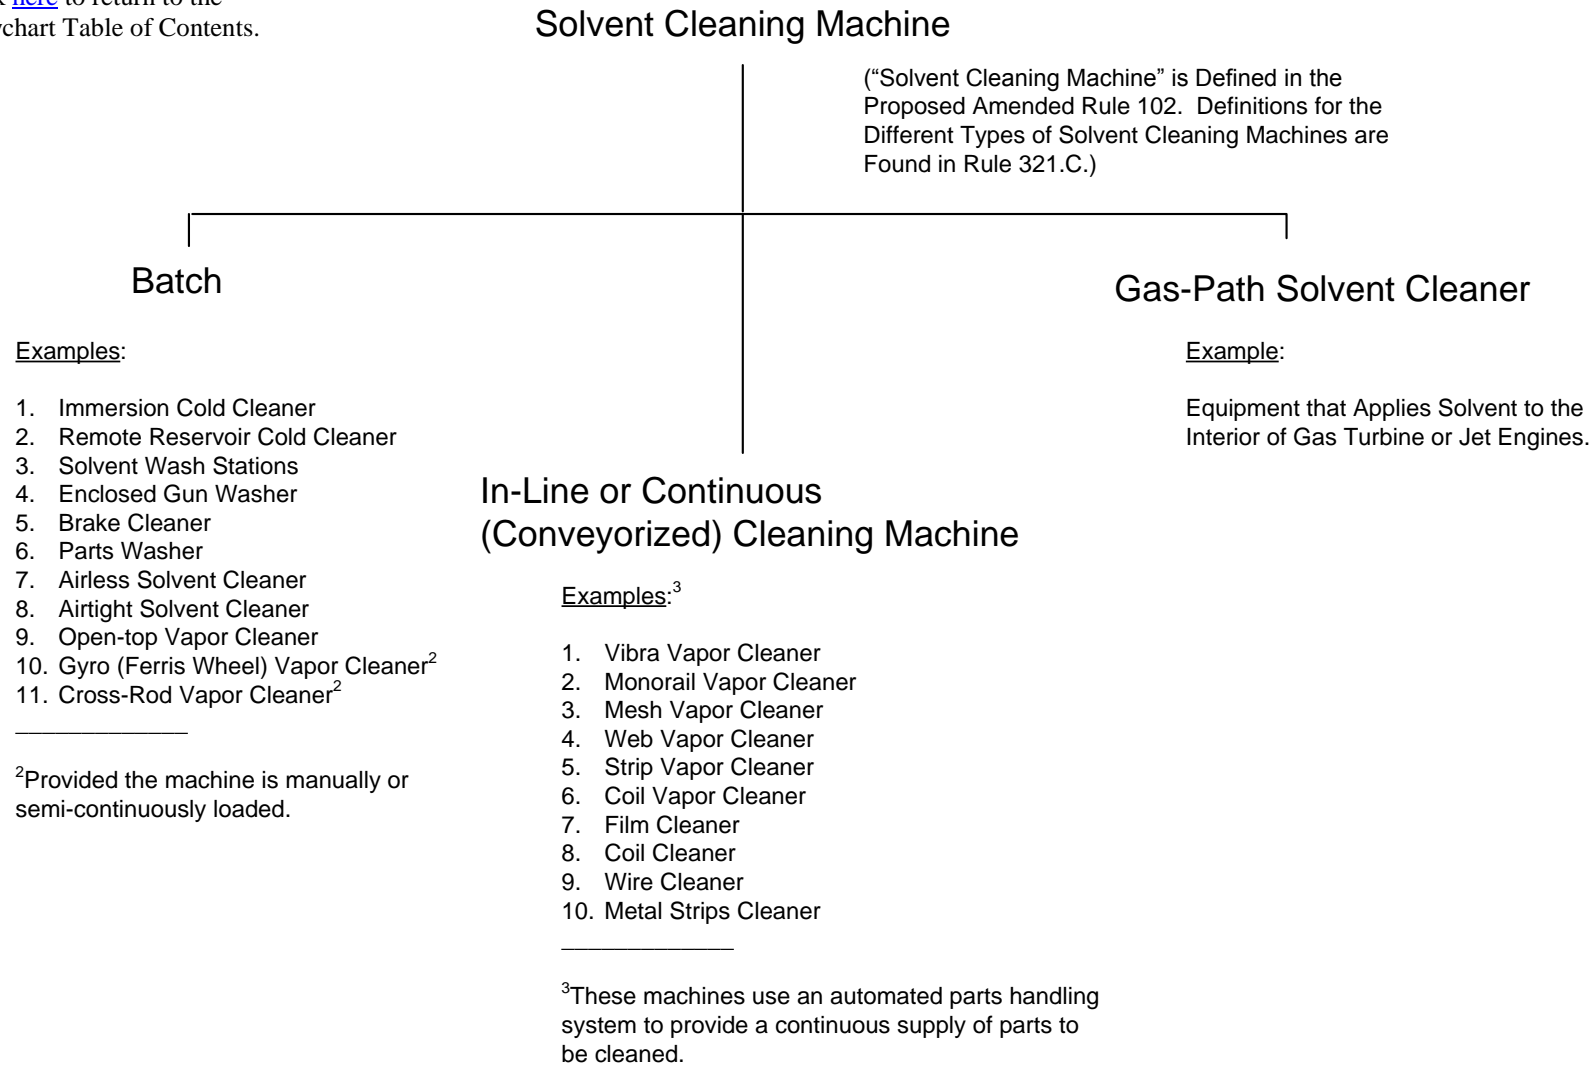 here to return to the
chart Table of Contents.
Solvent Cleaning Machine
(“Solvent Cleaning Machine” is Defined in the
Proposed Amended Rule 102.  Definitions for the
Different Types of Solvent Cleaning Machines are
Found in Rule 321.C.)
Batch
Examples:
1. Immersion Cold Cleaner
2. Remote Reservoir Cold Cleaner
3. Solvent Wash Stations
4. Enclosed Gun Washer
5. Brake Cleaner
6. Parts Washer
7. Airless Solvent Cleaner
8. Airtight Solvent Cleaner
9. Open-top Vapor Cleaner
10. Gyro (Ferris Wheel) Vapor Cleaner²
11. Cross-Rod Vapor Cleaner²
_____________
²Provided the machine is manually or
semi-continuously loaded.
In-Line or Continuous
(Conveyorized) Cleaning Machine
Examples:³
1. Vibra Vapor Cleaner
2. Monorail Vapor Cleaner
3. Mesh Vapor Cleaner
4. Web Vapor Cleaner
5. Strip Vapor Cleaner
6. Coil Vapor Cleaner
7. Film Cleaner
8. Coil Cleaner
9. Wire Cleaner
10. Metal Strips Cleaner
_____________
³These machines use an automated parts handling
system to provide a continuous supply of parts to
be cleaned.
Gas-Path Solvent Cleaner
Example:
Equipment that Applies Solvent to the
Interior of Gas Turbine or Jet Engines.